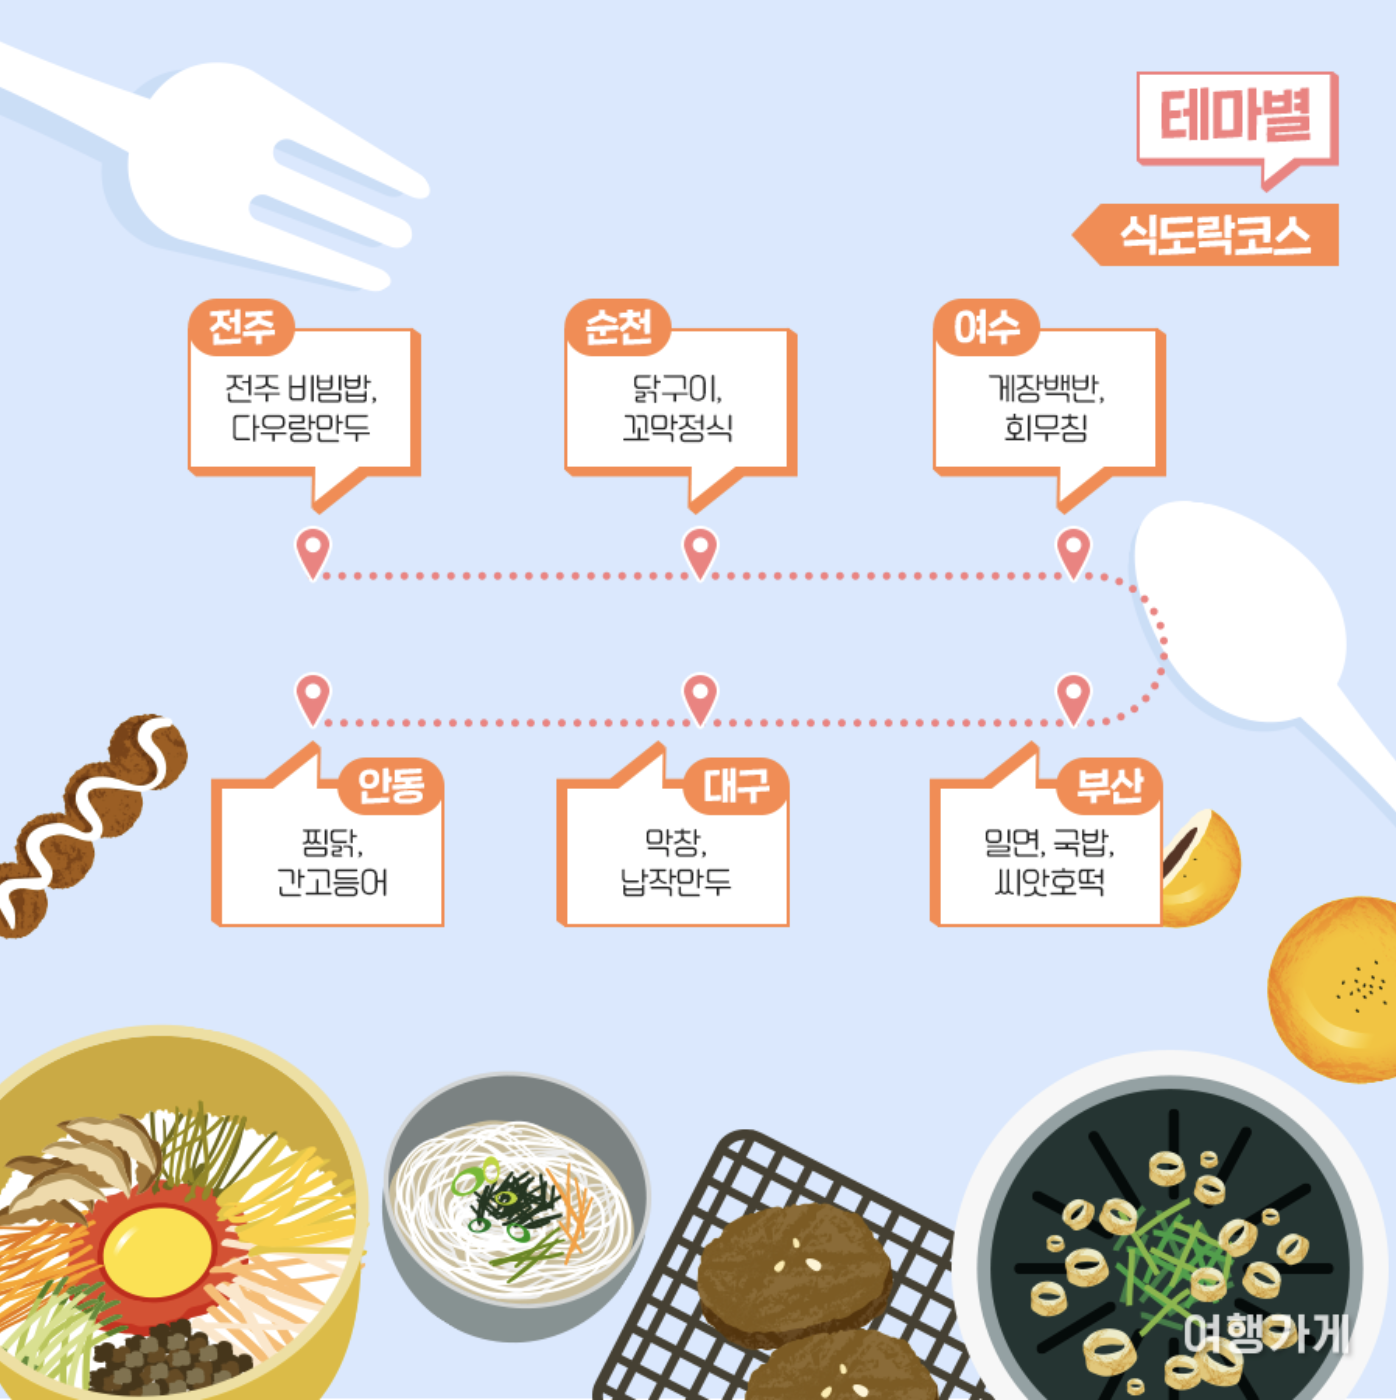 테마별
식도락코스
전주
전주 비빔밥,
다우랑만두
순천
닭구이,
꼬막정식
여수
게장백반,
회무침
안동
찜닭,
간고등어
대구
막창,
납작만두
부산
밀면, 국밥,
씨앗호떡
여행가게